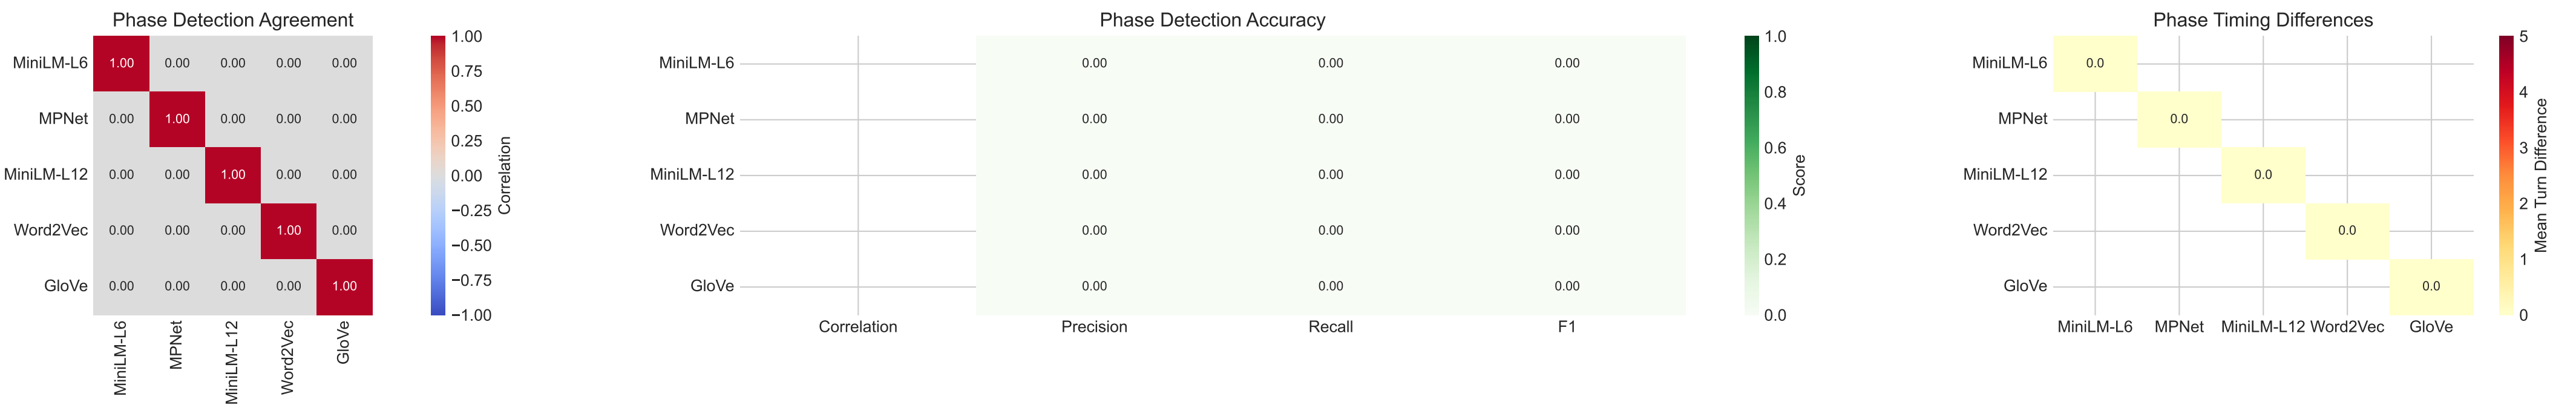 Phase Detection Agreement
MiniLM-L6 1.00 0.00 0.00 0.00 0.00
MPNet 0.00 1.00 0.00 0.00 0.00
MiniLM-L12 0.00 0.00 1.00 0.00 0.00
Word2Vec 0.00 0.00 0.00 1.00 0.00
GloVe 0.00 0.00 0.00 0.00 1.00
MiniLM-L6 MPNet MiniLM-L12 Word2Vec GloVe
1.00
0.75
0.50
0.25
0.00
−0.25
−0.50
−0.75
−1.00
Correlation
Phase Detection Accuracy
MiniLM-L6 0.00 0.00 0.00
MPNet 0.00 0.00 0.00
MiniLM-L12 0.00 0.00 0.00
Word2Vec 0.00 0.00 0.00
GloVe 0.00 0.00 0.00
Correlation Precision Recall F1
1.0
0.8
0.6
0.4
0.2
0.0
Score
Phase Timing Differences
MiniLM-L6 0.0
MPNet 0.0
MiniLM-L12 0.0
Word2Vec 0.0
GloVe 0.0
MiniLM-L6 MPNet MiniLM-L12 Word2Vec GloVe
5
4
3
2
1
0
Mean Turn Difference